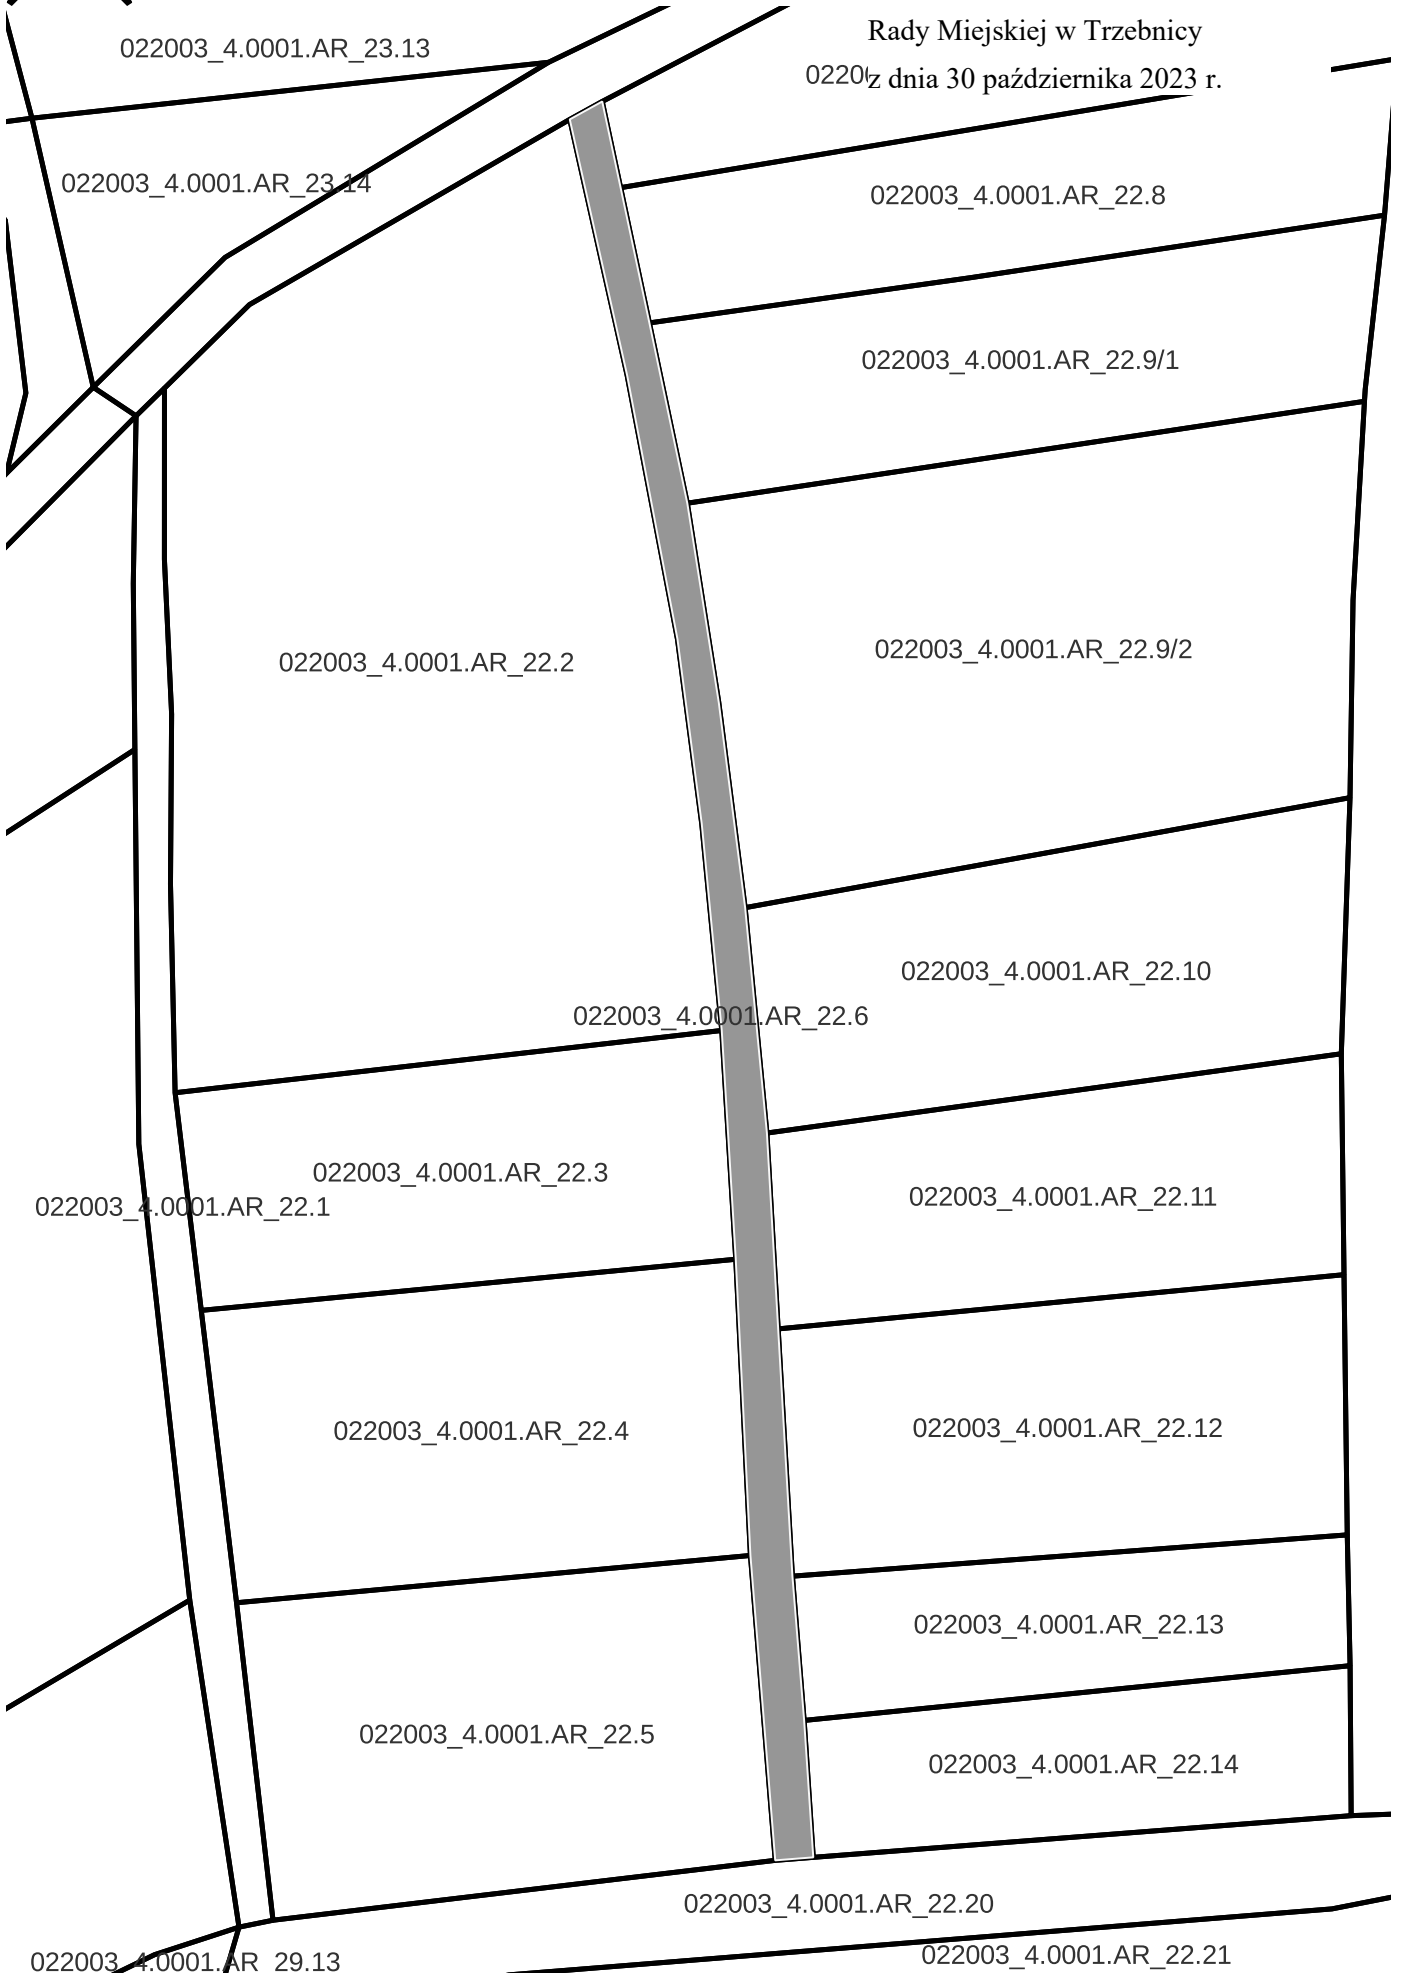 Rady Miejskiej w Trzebnicy
z dnia 30 października 2023 r.
022003_4.0001.AR_23.13
022003_4.0001.AR_23.14
022003_4.0001.AR_22.8
022003_4.0001.AR_22.9/1
022003_4.0001.AR_22.2
022003_4.0001.AR_22.9/2
022003_4.0001.AR_22.10
022003_4.0001.AR_22.6
022003_4.0001.AR_22.3
022003_4.0001.AR_22.11
022003_4.0001.AR_22.1
022003_4.0001.AR_22.4
022003_4.0001.AR_22.12
022003_4.0001.AR_22.13
022003_4.0001.AR_22.5
022003_4.0001.AR_22.14
022003_4.0001.AR_22.20
022003_4.0001.AR_22.21
022003_4.0001.AR_29.13